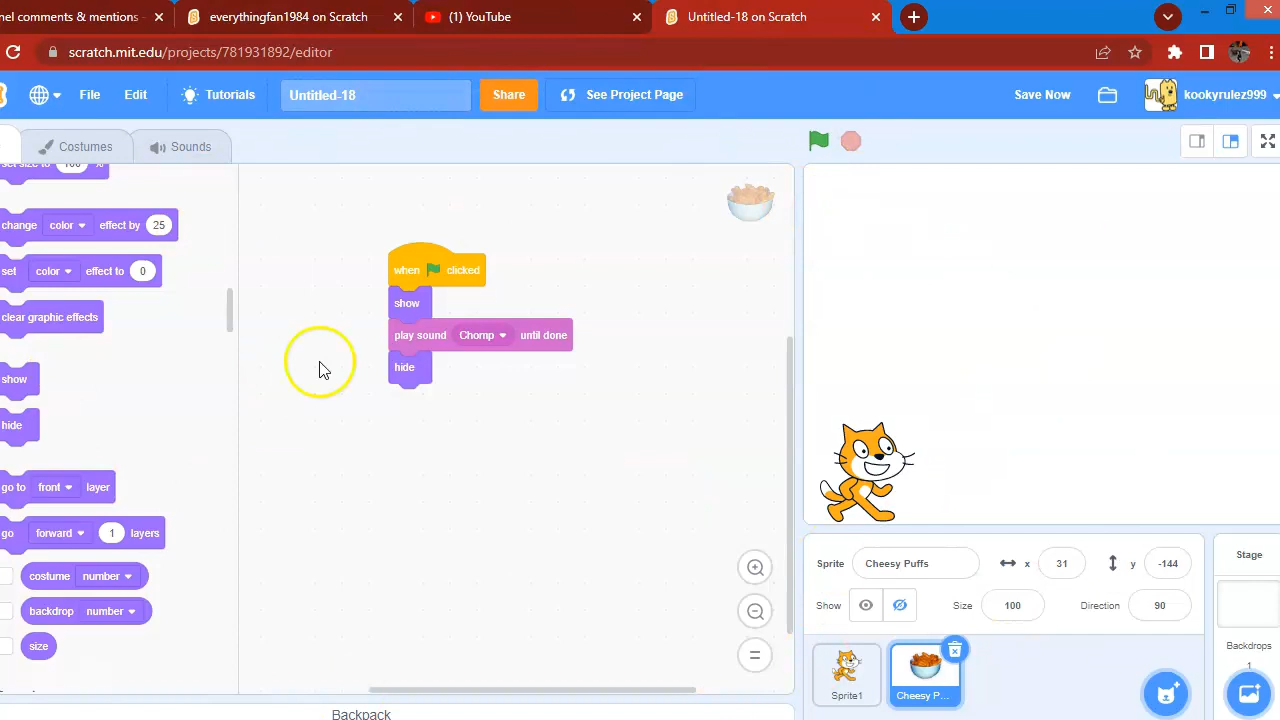 nel comments & mentions -
everythingfan1984 on Scratch
(1) YouTube
Untitled-18 on Scratch
scratch.mit.edu/projects/781931892/editor
File
Edit
Tutorials
Untitled-18
Share
See Project Page
Save Now
kookyrulez999
Costumes
Sounds
set size to 100 %
change color effect by 25
set color effect to 0
clear graphic effects
show
hide
go to front layer
go forward 1 layers
costume number
backdrop number
size
when clicked
show
play sound Chomp until done
hide
Sprite Cheesy Puffs x 31 y -144
Show Size 100 Direction 90
Sprite1
Cheesy P...
Stage
Backdrops
1
Backpack